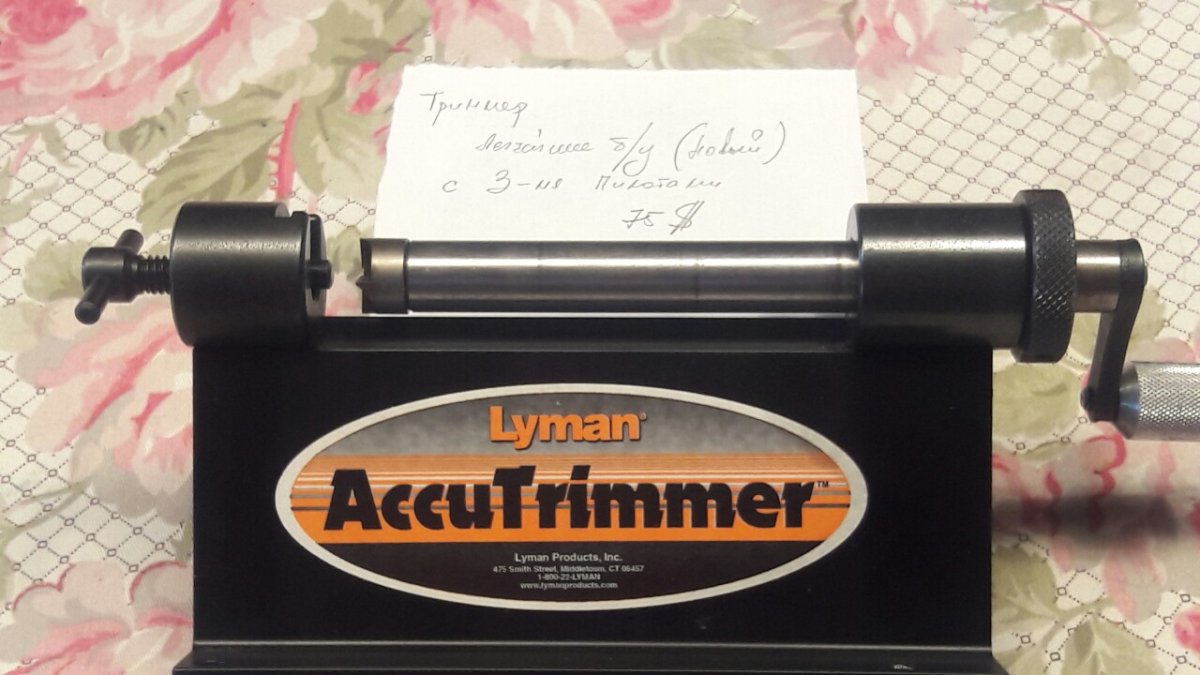 Триммер
легчайшее б/у (новый)
с 3-мя пилотами
75 $
Lyman®
AccuTrimmer™
Lyman Products, Inc.
475 Smith Street, Middletown, CT 06457
1-800-22-LYMAN
www.lymanproducts.com